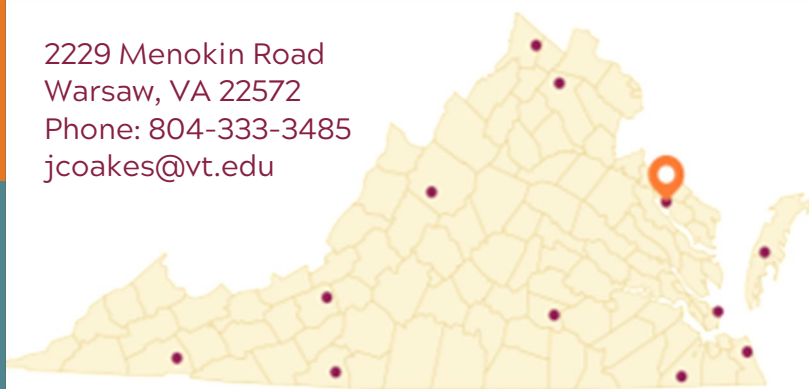 2229 Menokin Road
Warsaw, VA 22572
Phone: 804-333-3485
jcoakes@vt.edu